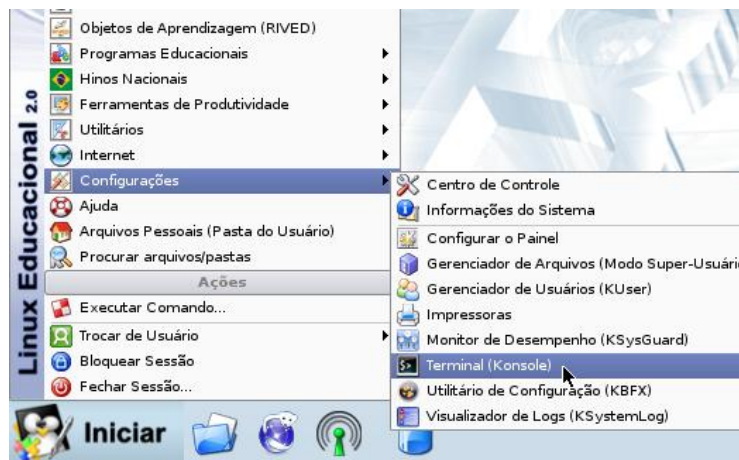 Objetos de Aprendizagem (RIVED)
Programas Educacionais
Hinos Nacionais
Ferramentas de Produtividade
Utilitários
Internet
Configurações
Ajuda
Arquivos Pessoais (Pasta do Usuário)
Procurar arquivos/pastas
Ações
Executar Comando...
Trocar de Usuário
Bloquear Sessão
Fechar Sessão...
Linux Educacional 2.0
Centro de Controle
Informações do Sistema
Configurar o Painel
Gerenciador de Arquivos (Modo Super-Usuári
Gerenciador de Usuários (KUser)
Impressoras
Monitor de Desempenho (KSysGuard)
Terminal (Konsole)
Utilitário de Configuração (KBFX)
Visualizador de Logs (KSystemLog)
Iniciar